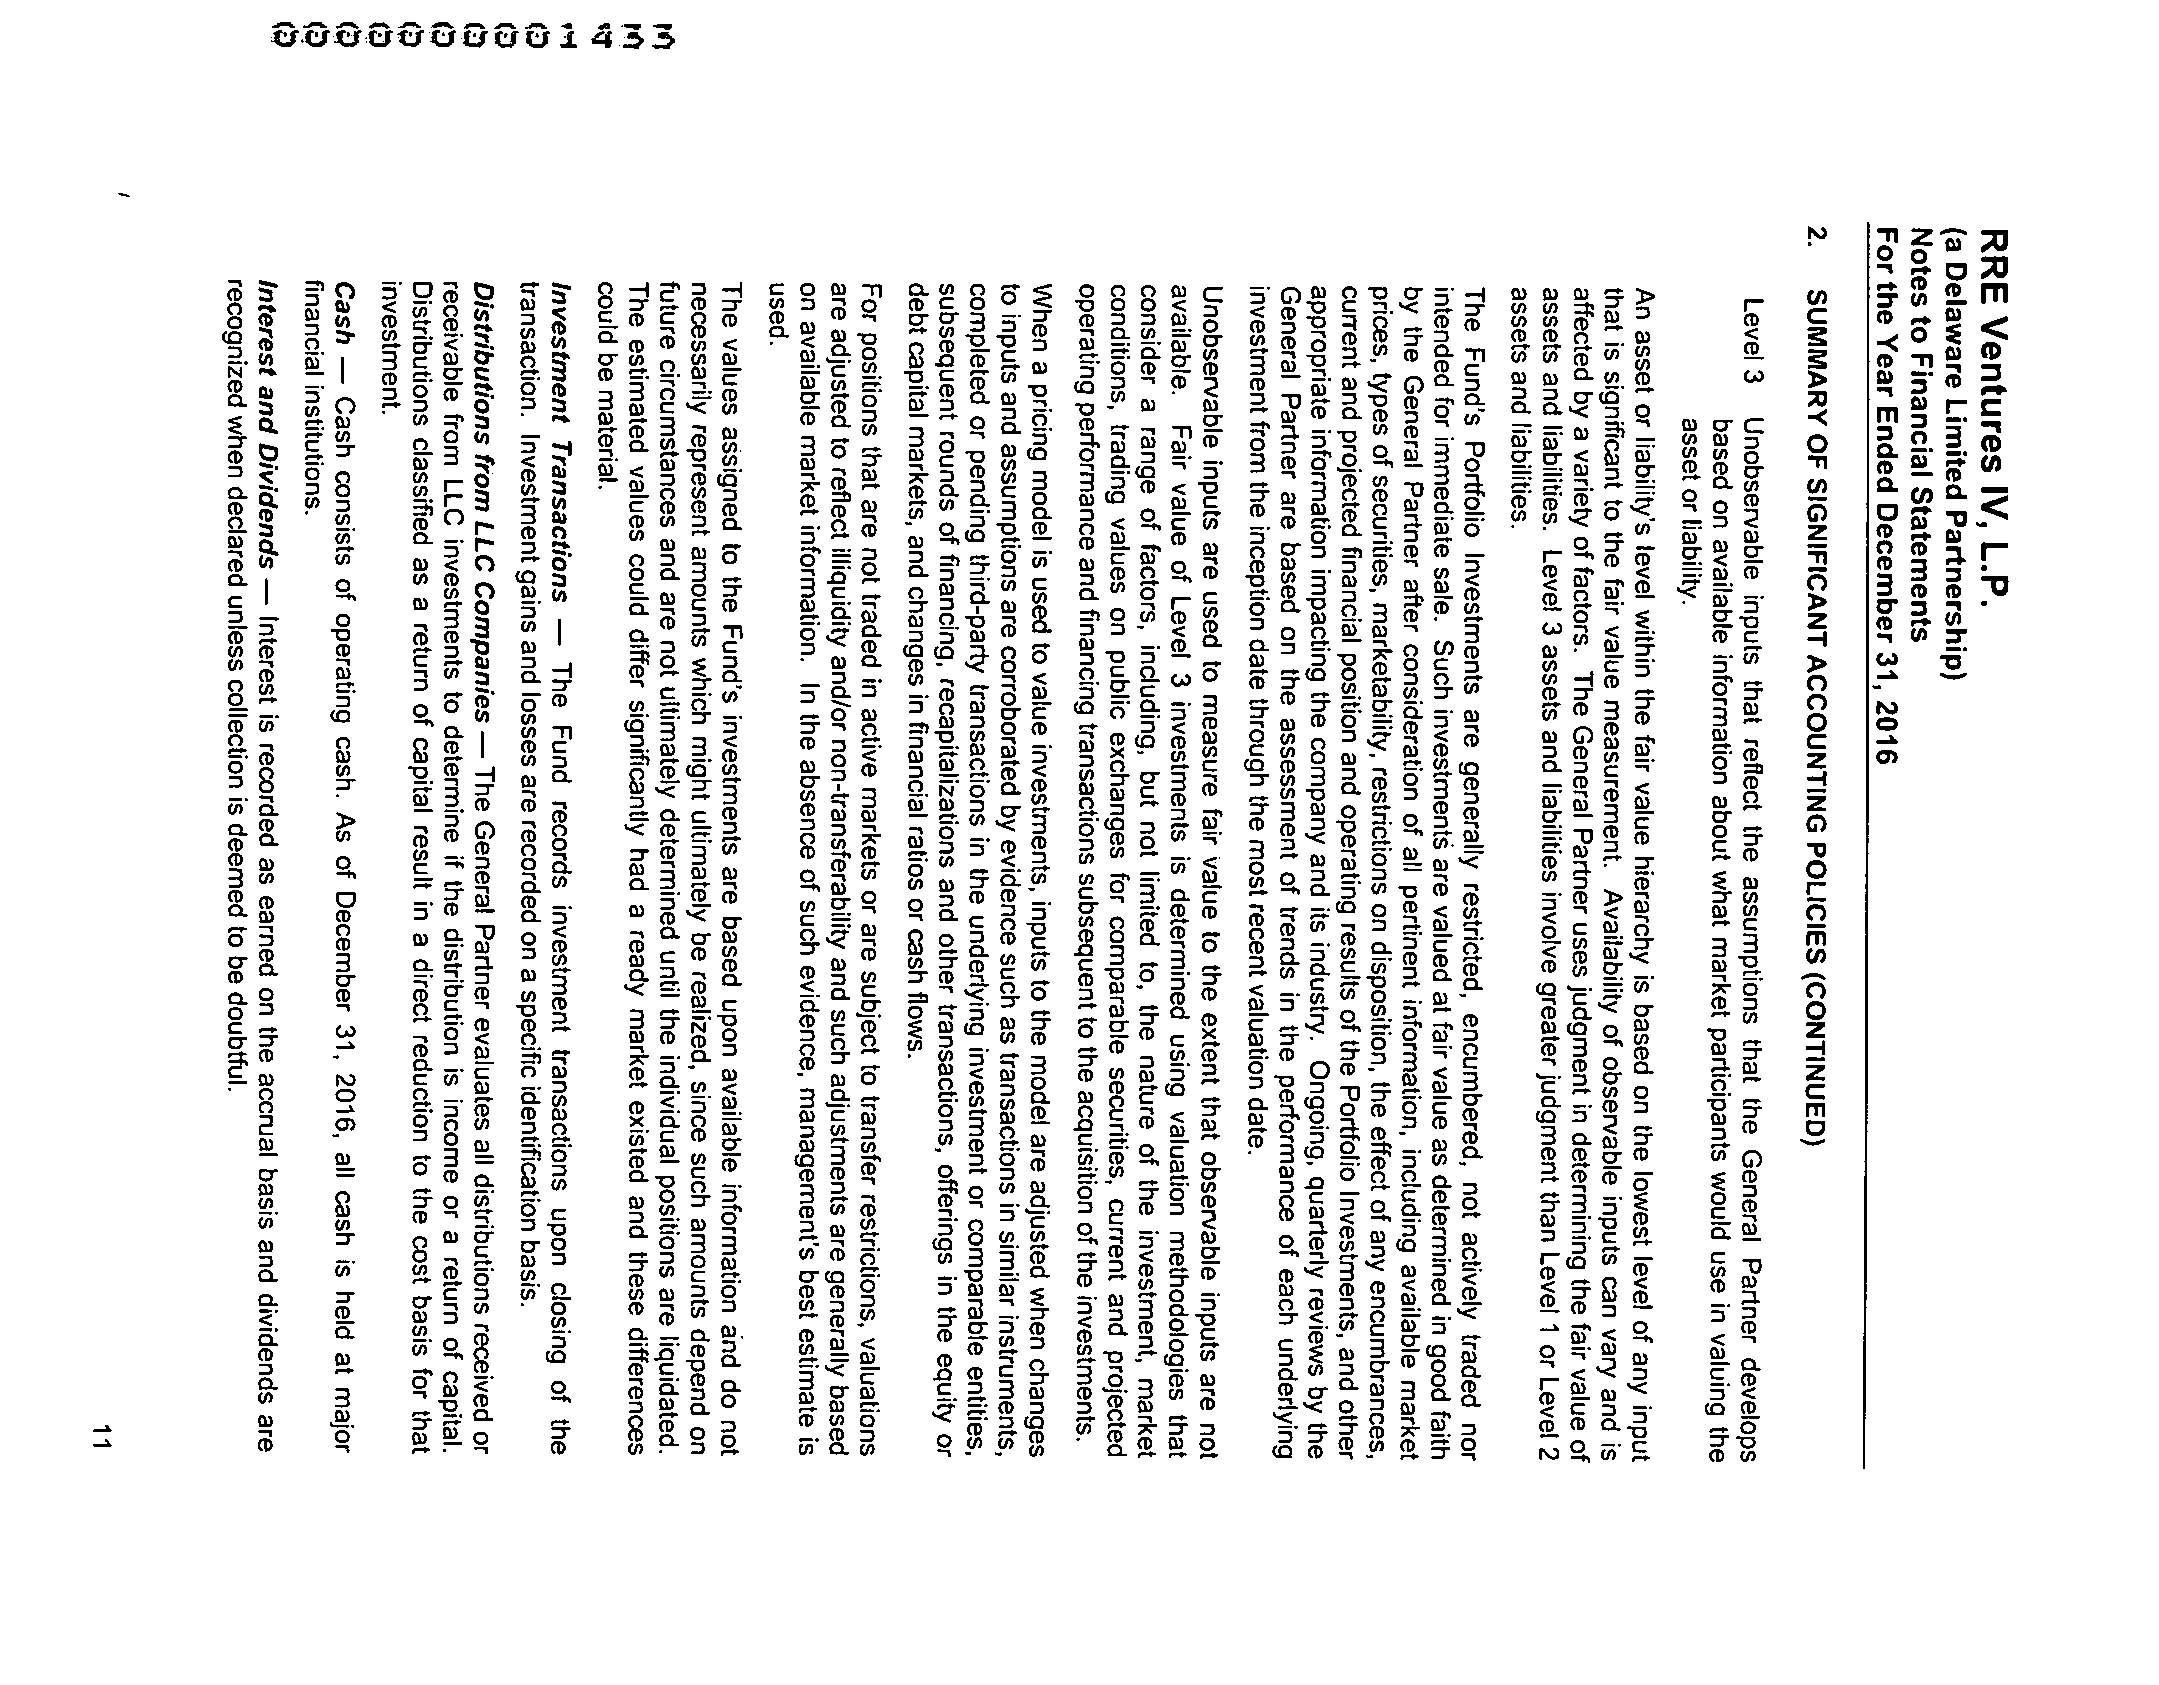 RRE Ventures IV, L.P.
(a Delaware Limited Partnership)
Notes to Financial Statements
For the Year Ended December 31, 2016
2. SUMMARY OF SIGNIFICANT ACCOUNTING POLICIES (CONTINUED)
Level 3 Unobservable inputs that reflect the assumptions that the General Partner develops
based on available information about what market participants would use in valuing the
asset or liability.
An asset or liability's level within the fair value hierarchy is based on the lowest level of any input
that is significant to the fair value measurement. Availability of observable inputs can vary and is
affected by a variety of factors. The General Partner uses judgment in determining the fair value of
assets and liabilities. Level 3 assets and liabilities involve greater judgment than Level 1 or Level 2
assets and liabilities.
The Fund's Portfolio Investments are generally restricted, encumbered, not actively traded nor
intended for immediate sale. Such investments are valued at fair value as determined in good faith
by the General Partner after consideration of all pertinent information, including available market
prices, types of securities, marketability, restrictions on disposition, the effect of any encumbrances,
current and projected financial position and operating results of the Portfolio Investments, and other
appropriate information impacting the company and its industry. Ongoing, quarterly reviews by the
General Partner are based on the assessment of trends in the performance of each underlying
investment from the inception date through the most recent valuation date.
Unobservable inputs are used to measure fair value to the extent that observable inputs are not
available. Fair value of Level 3 investments is determined using valuation methodologies that
consider a range of factors, including, but not limited to, the nature of the investment, market
conditions, trading values on public exchanges for comparable securities, current and projected
operating performance and financing transactions subsequent to the acquisition of the investments.
When a pricing model is used to value investments, inputs to the model are adjusted when changes
to inputs and assumptions are corroborated by evidence such as transactions in similar instruments,
completed or pending third-party transactions in the underlying investment or comparable entities,
subsequent rounds of financing, recapitalizations and other transactions, offerings in the equity or
debt capital markets, and changes in financial ratios or cash flows.
For positions that are not traded in active markets or are subject to transfer restrictions, valuations
are adjusted to reflect illiquidity and/or non-transferability and such adjustments are generally based
on available market information. In the absence of such evidence, management's best estimate is
used.
The values assigned to the Fund's investments are based upon available information and do not
necessarily represent amounts which might ultimately be realized, since such amounts depend on
future circumstances and are not ultimately determined until the individual positions are liquidated.
The estimated values could differ significantly had a ready market existed and these differences
could be material.
Investment Transactions — The Fund records investment transactions upon closing of the
transaction. Investment gains and losses are recorded on a specific identification basis.
Distributions from LLC Companies — The General Partner evaluates all distributions received or
receivable from LLC investments to determine if the distribution is income or a return of capital.
Distributions classified as a return of capital result in a direct reduction to the cost basis for that
investment.
Cash — Cash consists of operating cash. As of December 31, 2016, all cash is held at major
financial institutions.
Interest and Dividends — Interest is recorded as earned on the accrual basis and dividends are
recognized when declared unless collection is deemed to be doubtful.
11
0000000001433